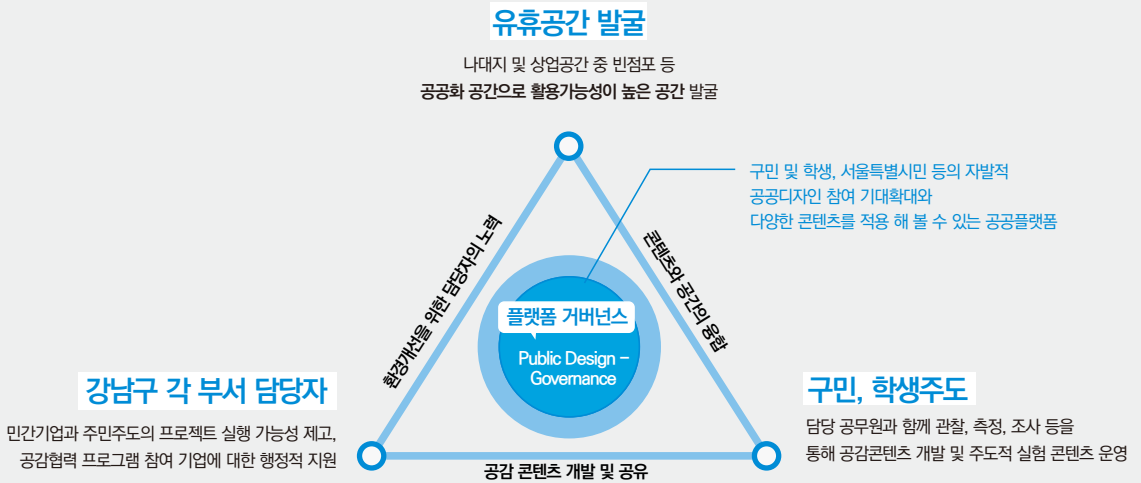 유휴공간 발굴
나대지 및 상업공간 중 빈점포 등
공공화 공간으로 활용가능성이 높은 공간 발굴
구민 및 학생, 서울특별시민 등의 자발적
공공디자인 참여 기대확대와
다양한 콘텐츠를 적용 해 볼 수 있는 공공플랫폼
환경개선을 위한 담당자의 노력
콘텐츠와 공간의 융합
플랫폼 거버넌스
Public Design –
Governance
강남구 각 부서 담당자
민간기업과 주민주도의 프로젝트 실행 가능성 제고,
공감협력 프로그램 참여 기업에 대한 행정적 지원
구민, 학생주도
담당 공무원과 함께 관찰, 측정, 조사 등을
통해 공감콘텐츠 개발 및 주도적 실험 콘텐츠 운영
공감 콘텐츠 개발 및 공유